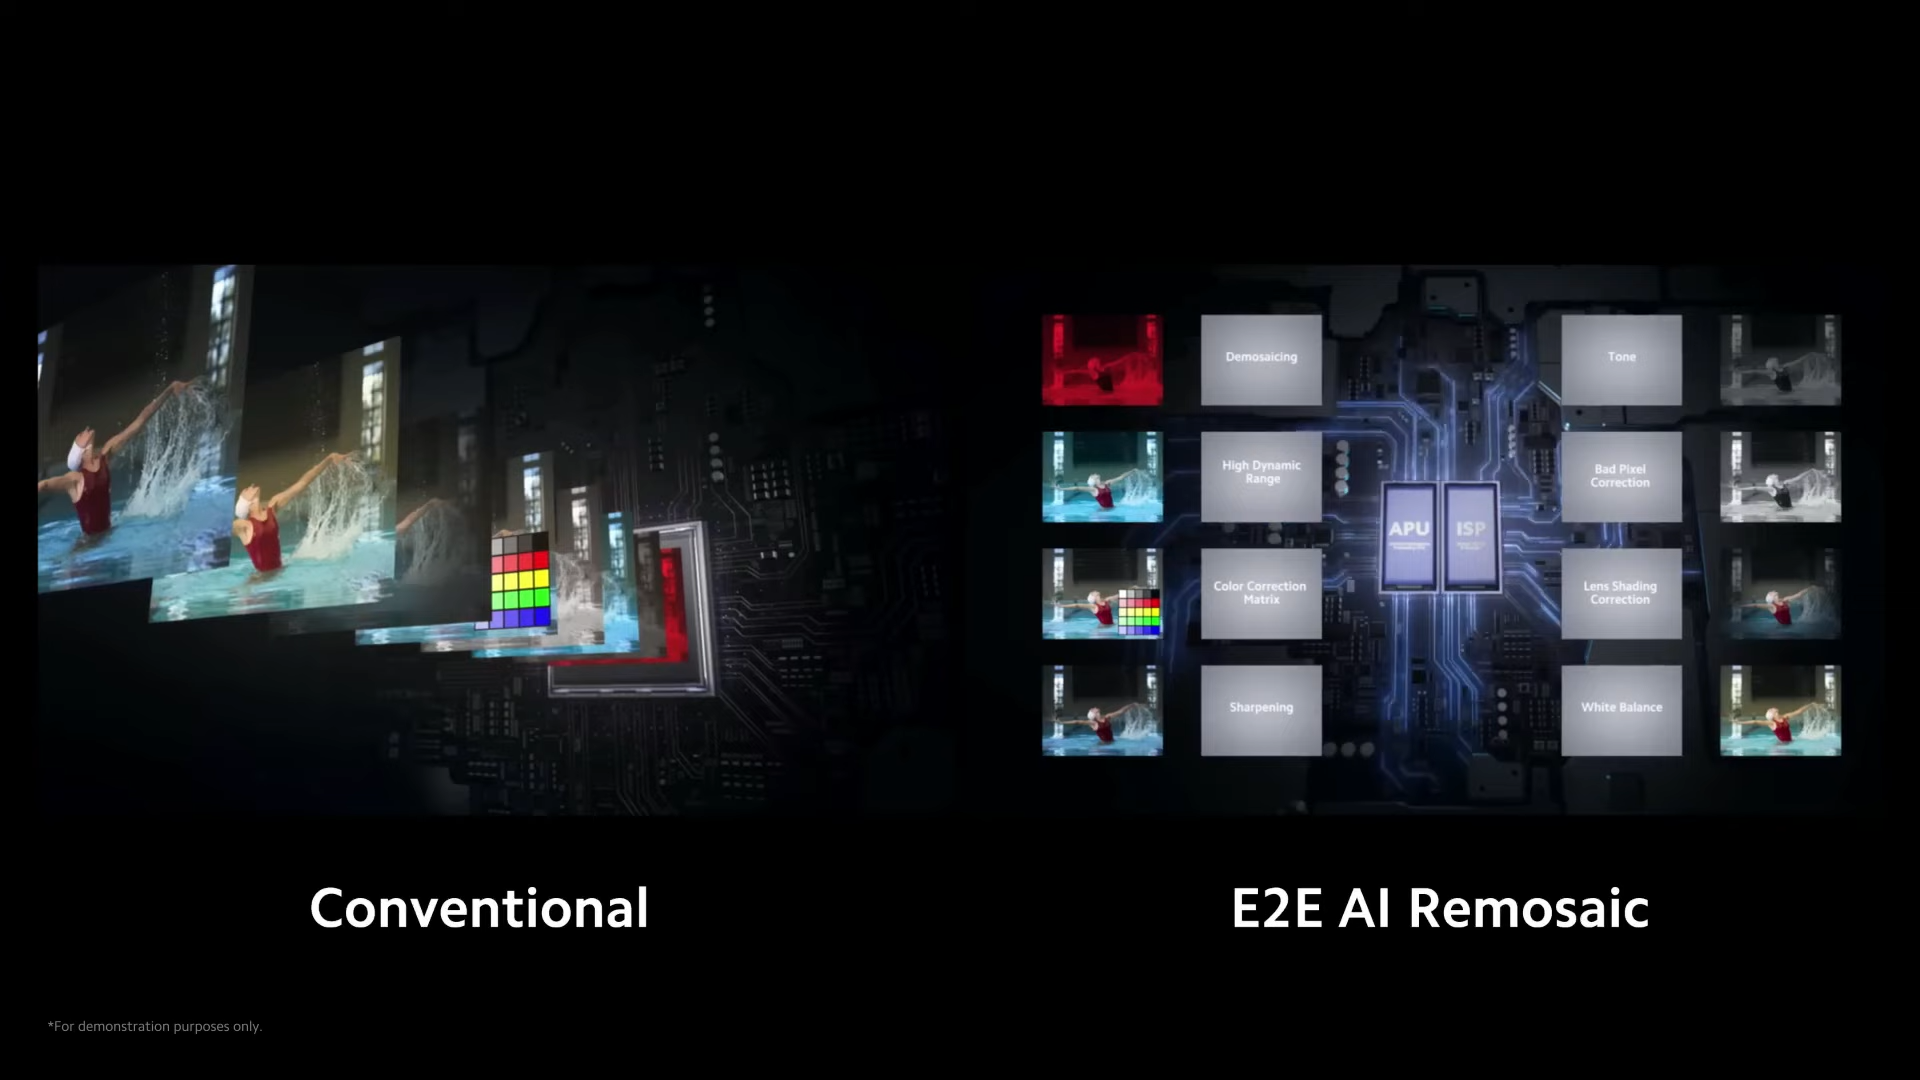 Demosaicing
Tone
High Dynamic
Range
Bad Pixel
Correction
APU
ISP
Color Correction
Matrix
Lens Shading
Correction
Sharpening
White Balance
Conventional
E2E AI Remosaic
*For demonstration purposes only.